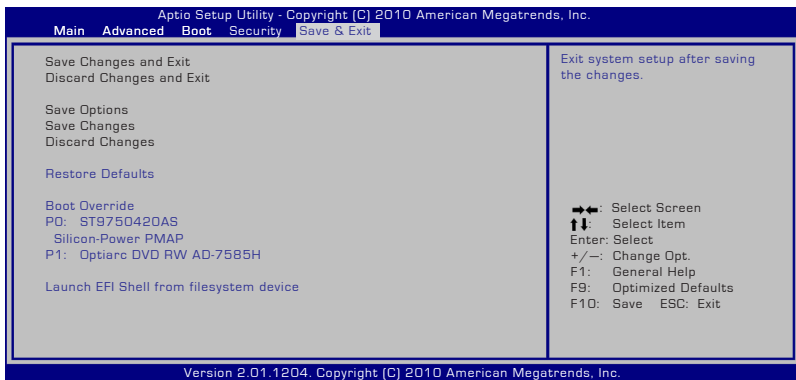 Aptio Setup Utility - Copyright (C) 2010 American Megatrends, Inc.
Main Advanced Boot Security Save & Exit
Save Changes and Exit
Discard Changes and Exit
Save Options
Save Changes
Discard Changes
Restore Defaults
Boot Override
P0: ST9750420AS
Silicon-Power PMAP
P1: Optiarc DVD RW AD-7585H
Launch EFI Shell from filesystem device
Exit system setup after saving
the changes.
→←: Select Screen
↑↓: Select Item
Enter: Select
+/—: Change Opt.
F1: General Help
F9: Optimized Defaults
F10: Save ESC: Exit
Version 2.01.1204. Copyright (C) 2010 American Megatrends, Inc.